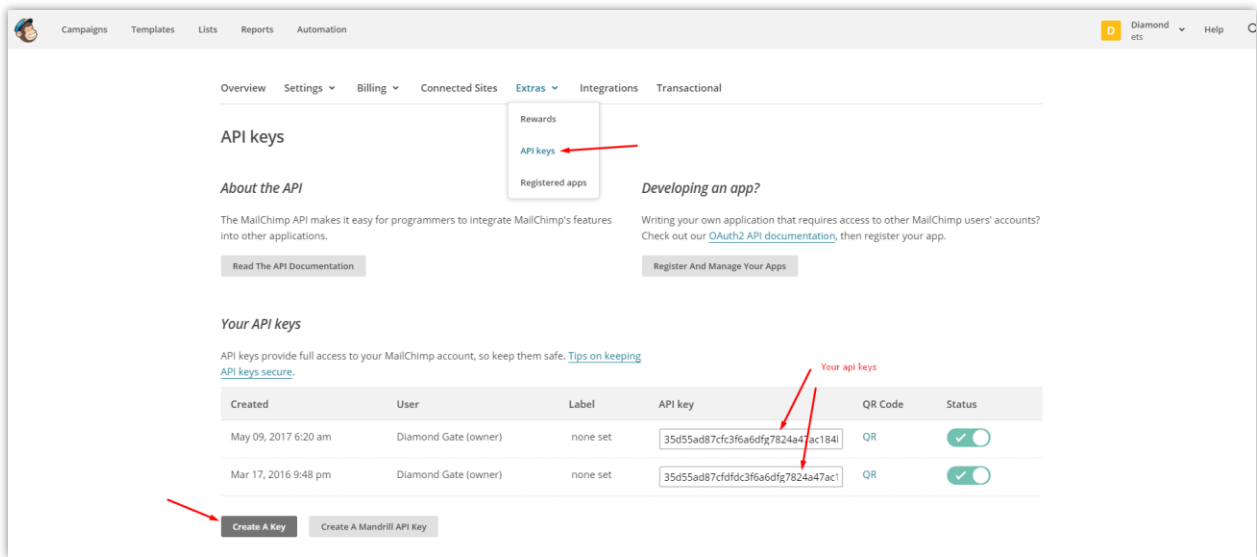 Campaigns Templates Lists Reports Automation
D Diamond Help
ets
Overview Settings Billing Connected Sites Extras Integrations Transactional
Rewards
API keys
Registered apps
API keys
About the API
The MailChimp API makes it easy for programmers to integrate MailChimp's features
into other applications.
Read The API Documentation
Developing an app?
Writing your own application that requires access to other MailChimp users' accounts?
Check out our OAuth2 API documentation, then register your app.
Register And Manage Your Apps
Your API keys
API keys provide full access to your MailChimp account, so keep them safe. Tips on keeping
API keys secure.
Your api keys
Created User Label API key QR Code Status
May 09, 2017 6:20 am Diamond Gate (owner) none set 35d55ad87cfc3f6a6dfg7824a47ac184 QR
Mar 17, 2016 9:48 pm Diamond Gate (owner) none set 35d55ad87cfdfdc3f6a6dfg7824a47ac1 QR
Create A Key Create A Mandrill API Key